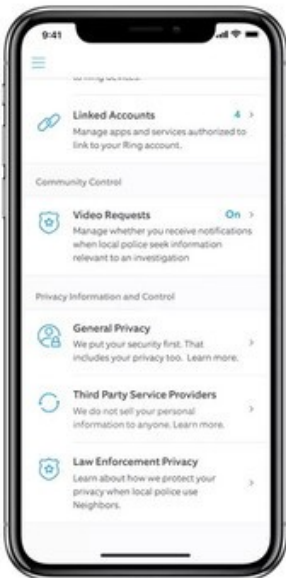 9:41
to Ring devices.
Linked Accounts 4 >
Manage apps and services authorized to
link to your Ring account.
Community Control
Video Requests On >
Manage whether you receive notifications
when local police seek information
relevant to an investigation
Privacy Information and Control
General Privacy
We put your security first. That
includes your privacy too. Learn more.
Third Party Service Providers
We do not sell your personal
information to anyone. Learn more.
Law Enforcement Privacy
Learn about how we protect your
privacy when local police use
Neighbors.